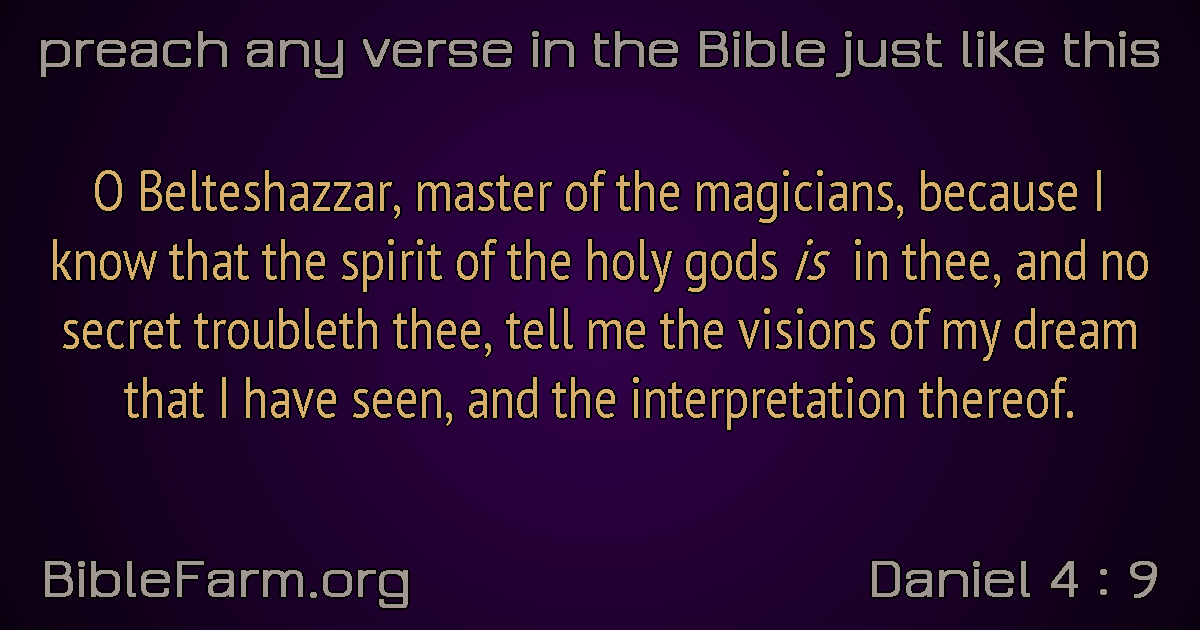 preach any verse in the Bible just like this
O Belteshazzar, master of the magicians, because I
know that the spirit of the holy gods is in thee, and no
secret troubleth thee, tell me the visions of my dream
that I have seen, and the interpretation thereof.
BibleFarm.org
Daniel 4 : 9